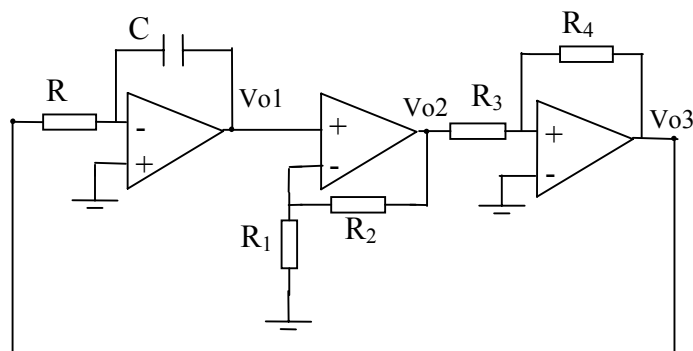 C
R
-
+
Vo1
+
-
Vo2
R₁
R₂
R₃
R₄
+
-
Vo3